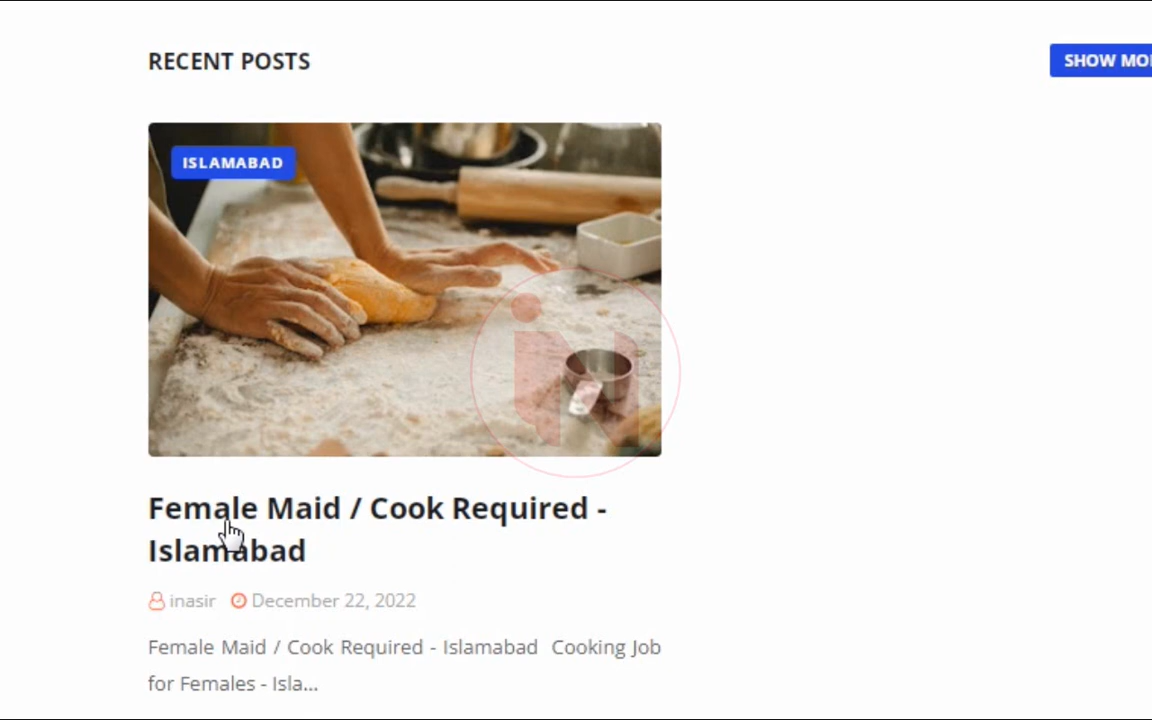 RECENT POSTS
SHOW MO
ISLAMABAD
iN
Female Maid / Cook Required -
Islamabad
inasir December 22, 2022
Female Maid / Cook Required - Islamabad Cooking Job
for Females - Isla...